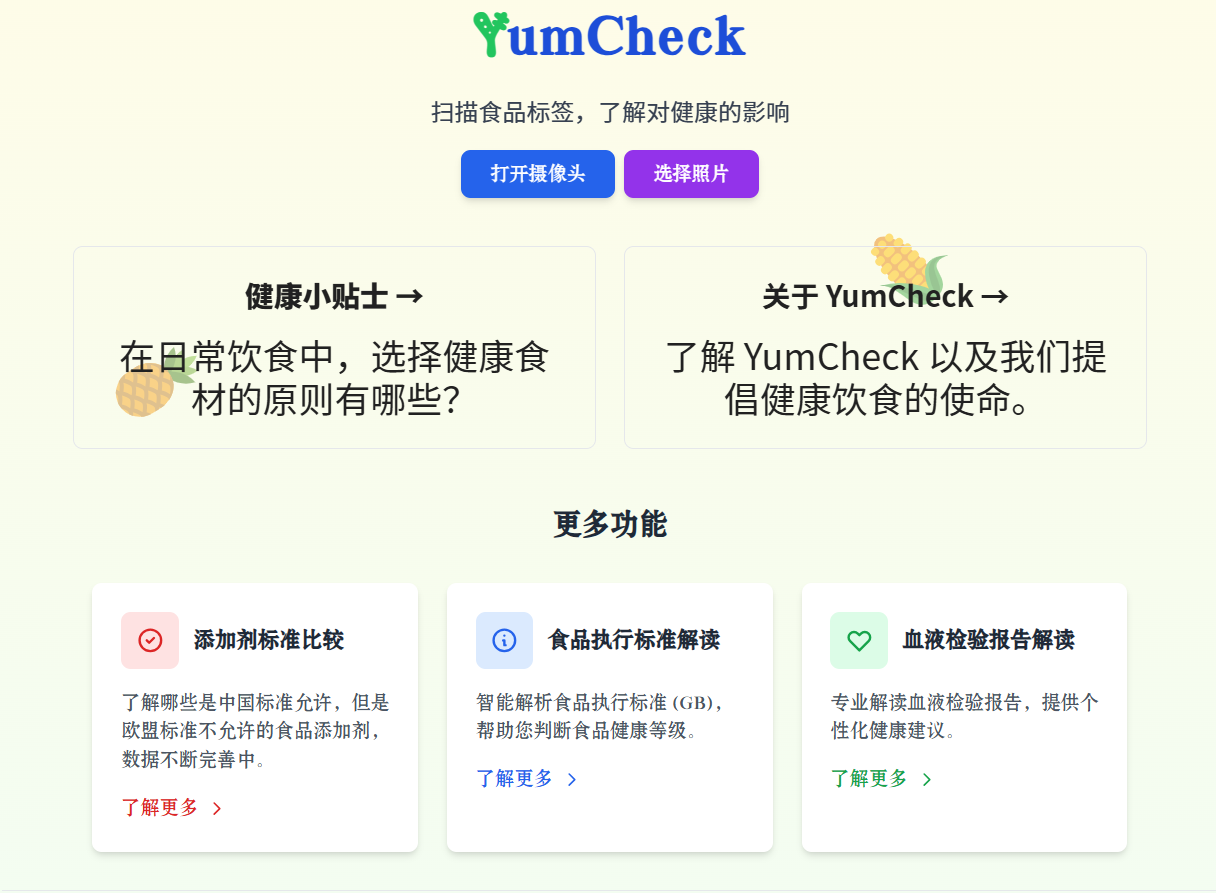 YumCheck
扫描食品标签，了解对健康的影响
打开摄像头
选择照片
健康小贴士 →
在日常饮食中，选择健康食
材的原则有哪些？
关于 YumCheck →
了解 YumCheck 以及我们提
倡健康饮食的使命。
更多功能
添加剂标准比较
了解哪些是中国标准允许，但是
欧盟标准不允许的食品添加剂，
数据不断完善中。
了解更多
食品执行标准解读
智能解析食品执行标准 (GB)，
帮助您判断食品健康等级。
了解更多
血液检验报告解读
专业解读血液检验报告，提供个
性化健康建议。
了解更多